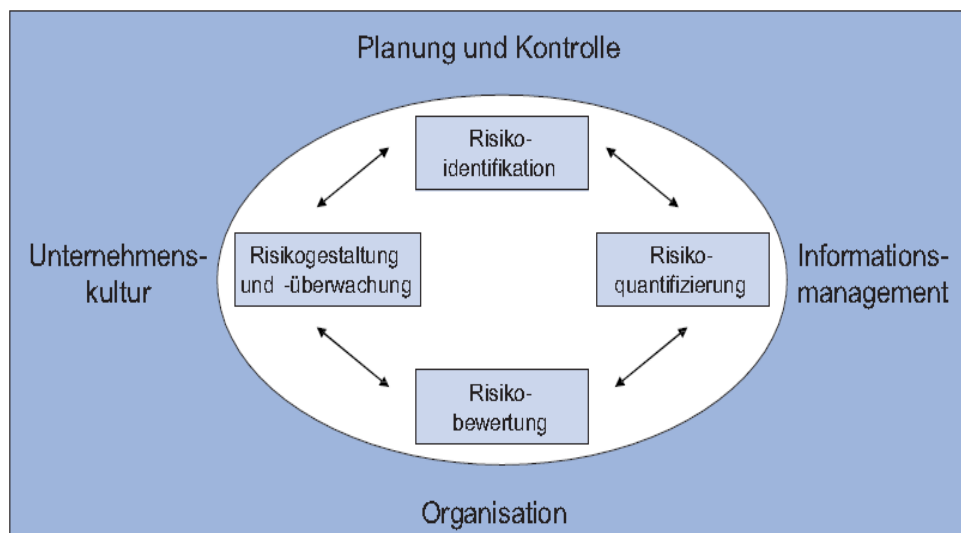 Planung und Kontrolle
Risiko-
identifikation
Unternehmens-
kultur
Risikogestaltung
und -überwachung
Risiko-
quantifizierung
Informations-
management
Risiko-
bewertung
Organisation